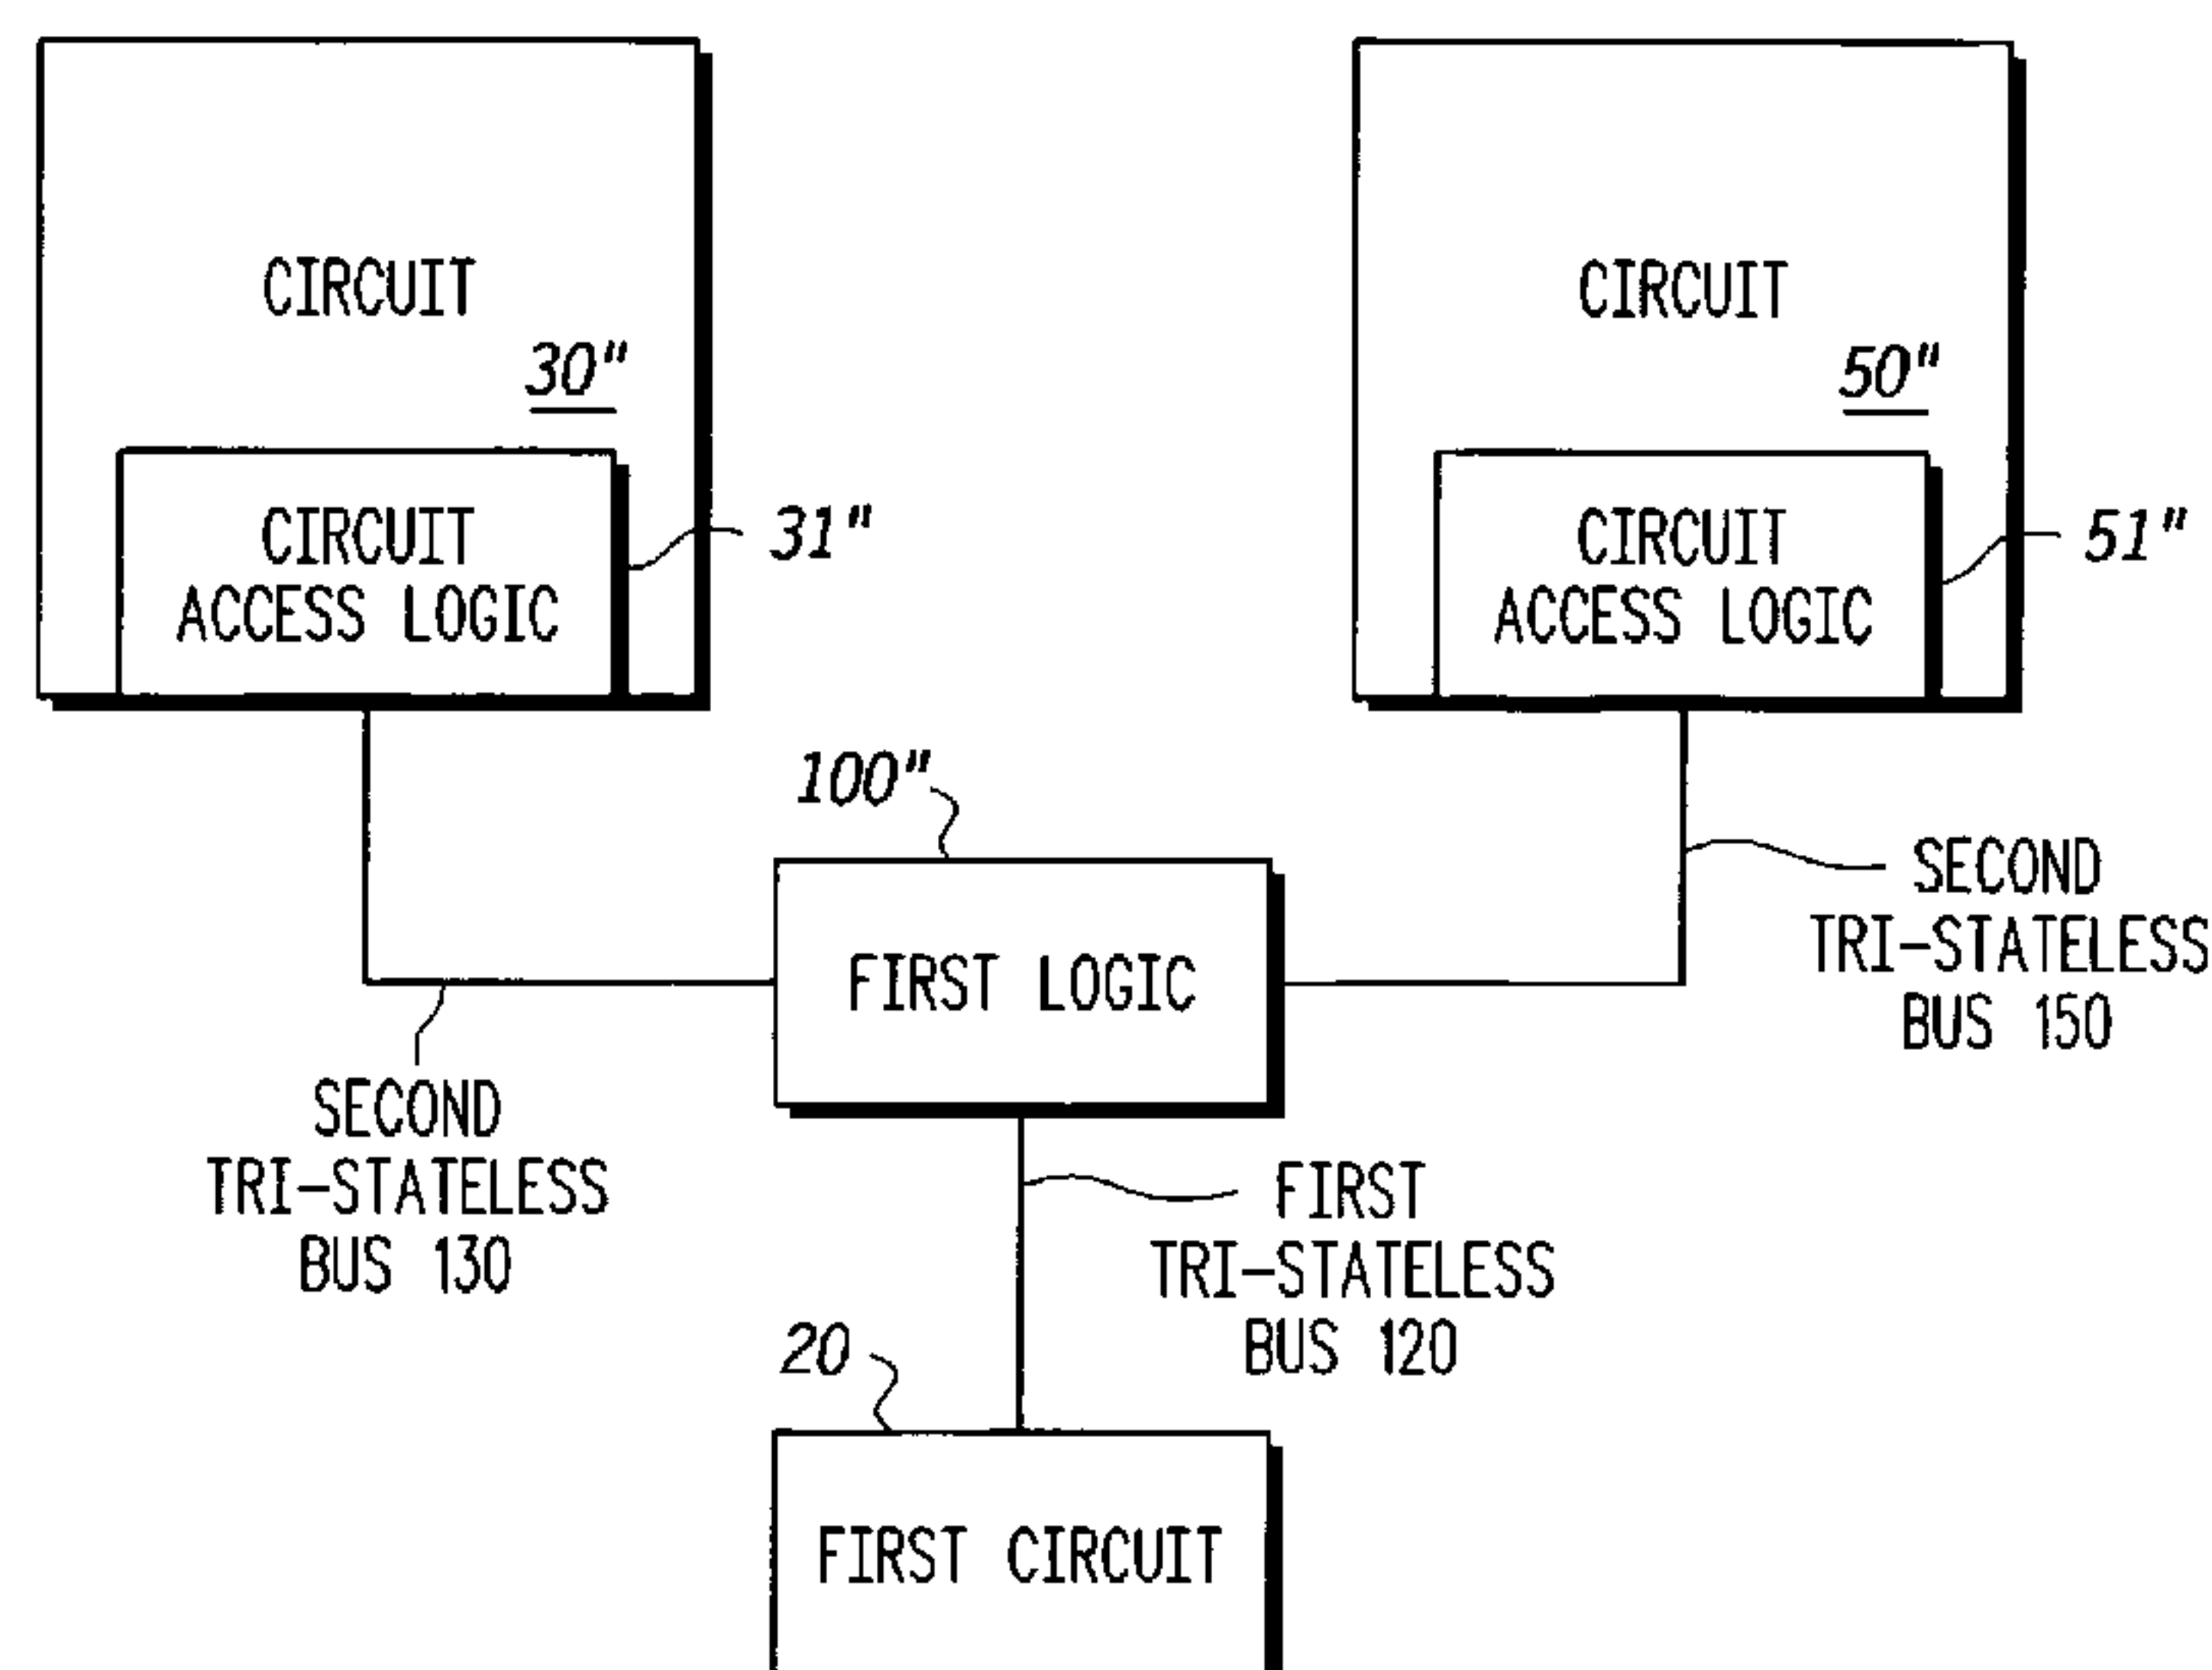 CIRCUIT
30"
CIRCUIT
ACCESS LOGIC
31"
CIRCUIT
50"
CIRCUIT
ACCESS LOGIC
51"
100"
FIRST LOGIC
SECOND
TRI-STATELESS
BUS 150
SECOND
TRI-STATELESS
BUS 130
FIRST
TRI-STATELESS
BUS 120
20
FIRST CIRCUIT